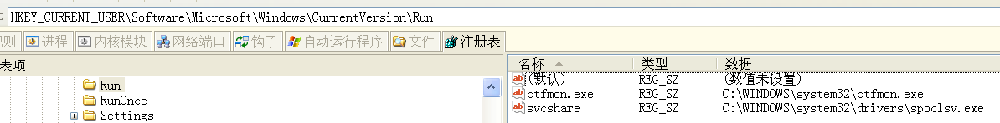 HKEY_CURRENT_USER\Software\Microsoft\Windows\CurrentVersion\Run
规则 进程 内核模块 网络端口 钩子 自动运行程序 文件 注册表
表项
名称 类型 数据
Run
(默认) REG_SZ (数值未设置)
RunOnce
ctfmon.exe REG_SZ C:\WINDOWS\system32\ctfmon.exe
Settings
svcshare REG_SZ C:\WINDOWS\system32\drivers\spoclsv.exe